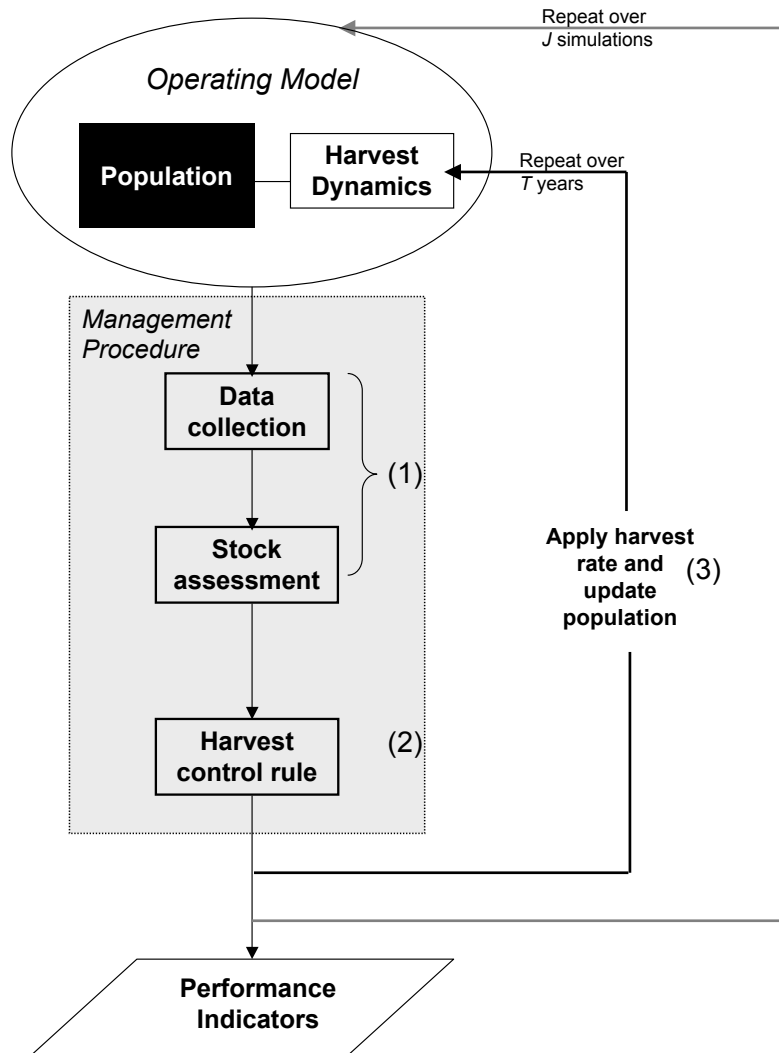 Repeat over
J simulations
Operating Model
Population
Harvest
Dynamics
Repeat over
T years
Management
Procedure
Data
collection
(1)
Stock
assessment
Apply harvest
rate and
update
population
(3)
Harvest
control rule
(2)
Performance
Indicators